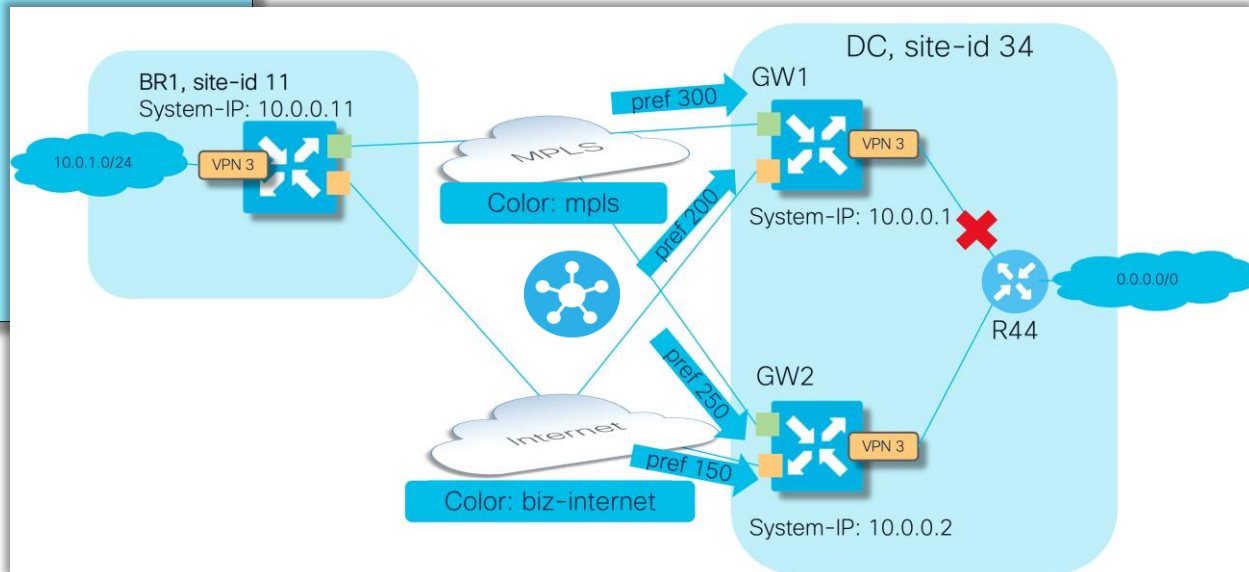 DC, site-id 34
BR1, site-id 11
System-IP: 10.0.0.11
10.0.1.0/24
VPN 3
MPLS
Color: mpls
pref 300
GW1
VPN 3
System-IP: 10.0.0.1
pref 200
0.0.0.0/0
R44
pref 250
GW2
VPN 3
Internet
pref 150
Color: biz-internet
System-IP: 10.0.0.2